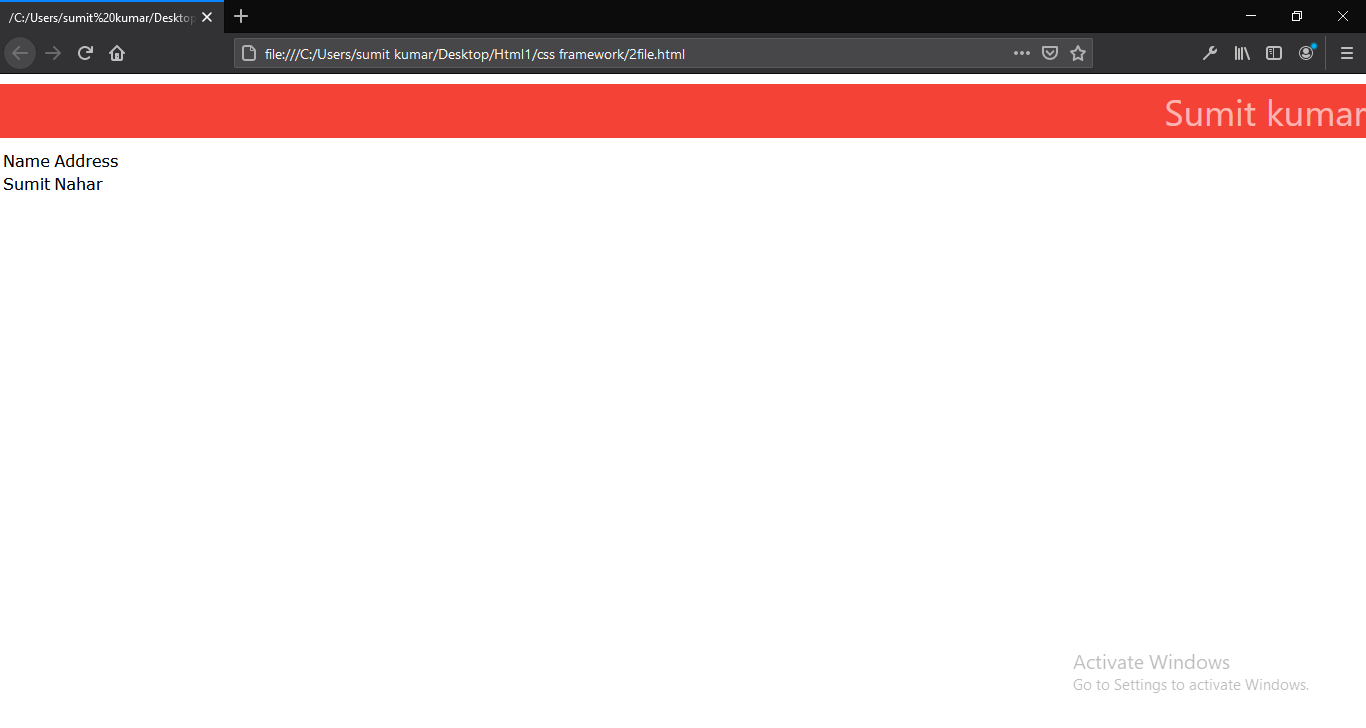 /C:/Users/sumit%20kumar/Desktop
file:///C:/Users/sumit kumar/Desktop/Html1/css framework/2file.html
Sumit kumar
Name Address
Sumit Nahar
Activate Windows
Go to Settings to activate Windows.